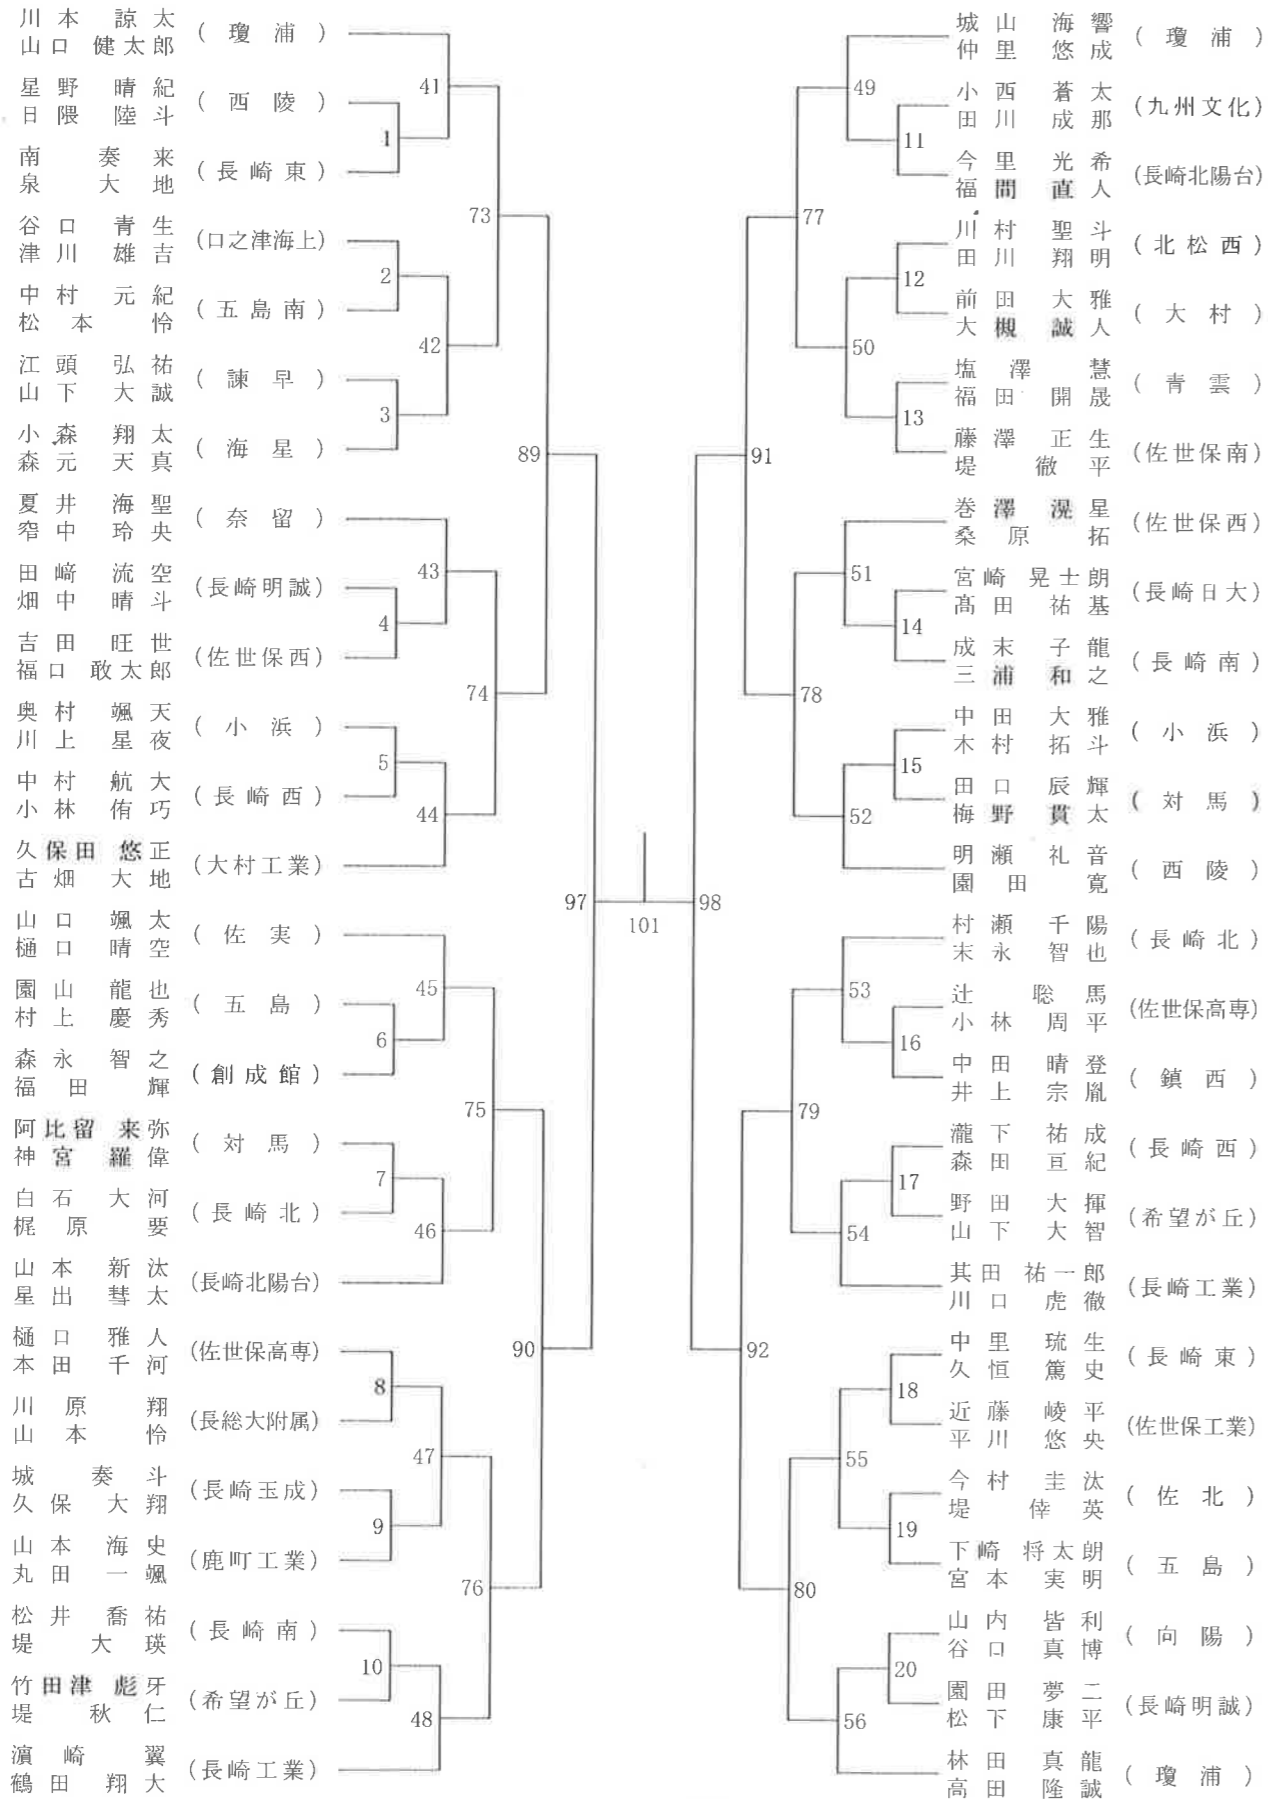 川本 諒太
山口 健太郎
(瓊浦)
星野 晴紀
日隈 陸斗
(西陵)
南 奏来
泉 大地
(長崎東)
谷口 青生
津川 雄吉
(口之津海上)
中村 元紀
松本 怜
(五島南)
江頭 弘祐
山下 大誠
(諫早)
小森 翔太
森元 天真
(海星)
夏井 海聖
窄中 玲央
(奈留)
田﨑 流空
畑中 晴斗
(長崎明誠)
吉田 旺世
福口 敢太郎
(佐世保西)
奥村 颯天
川上 星夜
(小浜)
中村 航大
小林 侑巧
(長崎西)
久保田 悠正
古畑 大地
(大村工業)
山口 颯太
樋口 晴空
(佐実)
園山 龍也
村上 慶秀
(五島)
森永 智之
福田 輝
(創成館)
阿比留 来弥
神宮 羅偉
(対馬)
白石 大河
梶原 要
(長崎北)
山本 新汰
星出 彗太
(長崎北陽台)
樋口 雅人
本田 千河
(佐世保高専)
川原 翔
山本 怜
(長総大附属)
城 奏斗
久保 大翔
(長崎玉成)
山本 海史
丸田 一颯
(鹿町工業)
松井 喬祐
堤 大瑛
(長崎南)
竹田津 彪牙
堤 秋仁
(希望が丘)
濵崎 翼
鶴田 翔大
(長崎工業)
1
2
3
4
5
6
7
8
9
10
41
42
43
44
45
46
47
48
73
74
75
76
89
90
97
101
98
91
92
77
78
79
80
49
50
51
52
53
54
55
56
11
12
13
14
15
16
17
18
19
20
城山 海響
仲里 悠成
(瓊浦)
小西 蒼太
田川 成那
(九州文化)
今里 光希
福間 直人
(長崎北陽台)
川村 聖斗
田川 翔明
(北松西)
前田 大雅
大槻 誠人
(大村)
塩澤 慧
福田 開晟
(青雲)
藤澤 正生
堤 徹平
(佐世保南)
巻澤 滉星
桑原 拓
(佐世保西)
宮崎 晃士朗
髙田 祐基
(長崎日大)
成末 子龍
三浦 和之
(長崎南)
中田 大雅
木村 拓斗
(小浜)
田口 辰輝
梅野 貫太
(対馬)
明瀬 礼音
園田 寛
(西陵)
村瀬 千陽
末永 智也
(長崎北)
辻 聡馬
小林 周平
(佐世保高専)
中田 晴登
井上 宗胤
(鎮西)
瀧下 祐成
森田 亘紀
(長崎西)
野田 大揮
山下 大智
(希望が丘)
其田 祐一郎
川口 虎徹
(長崎工業)
中里 琉生
久恒 篤史
(長崎東)
近藤 崚平
平川 悠央
(佐世保工業)
今村 圭汰
堤 倖英
(佐北)
下崎 将太朗
宮本 実明
(五島)
山内 皆利
谷口 真博
(向陽)
園田 夢二
松下 康平
(長崎明誠)
林田 真龍
高田 隆誠
(瓊浦)